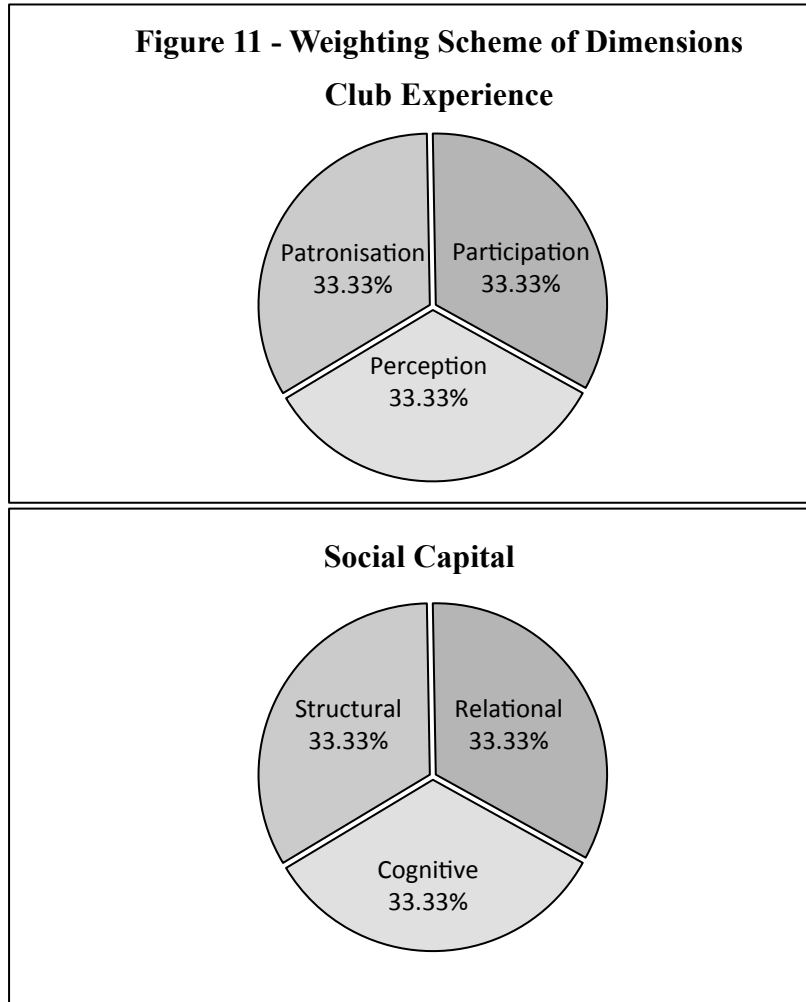 Figure 11 - Weighting Scheme of Dimensions
Club Experience
Patronisation
33.33%
Participation
33.33%
Perception
33.33%
Social Capital
Structural
33.33%
Relational
33.33%
Cognitive
33.33%